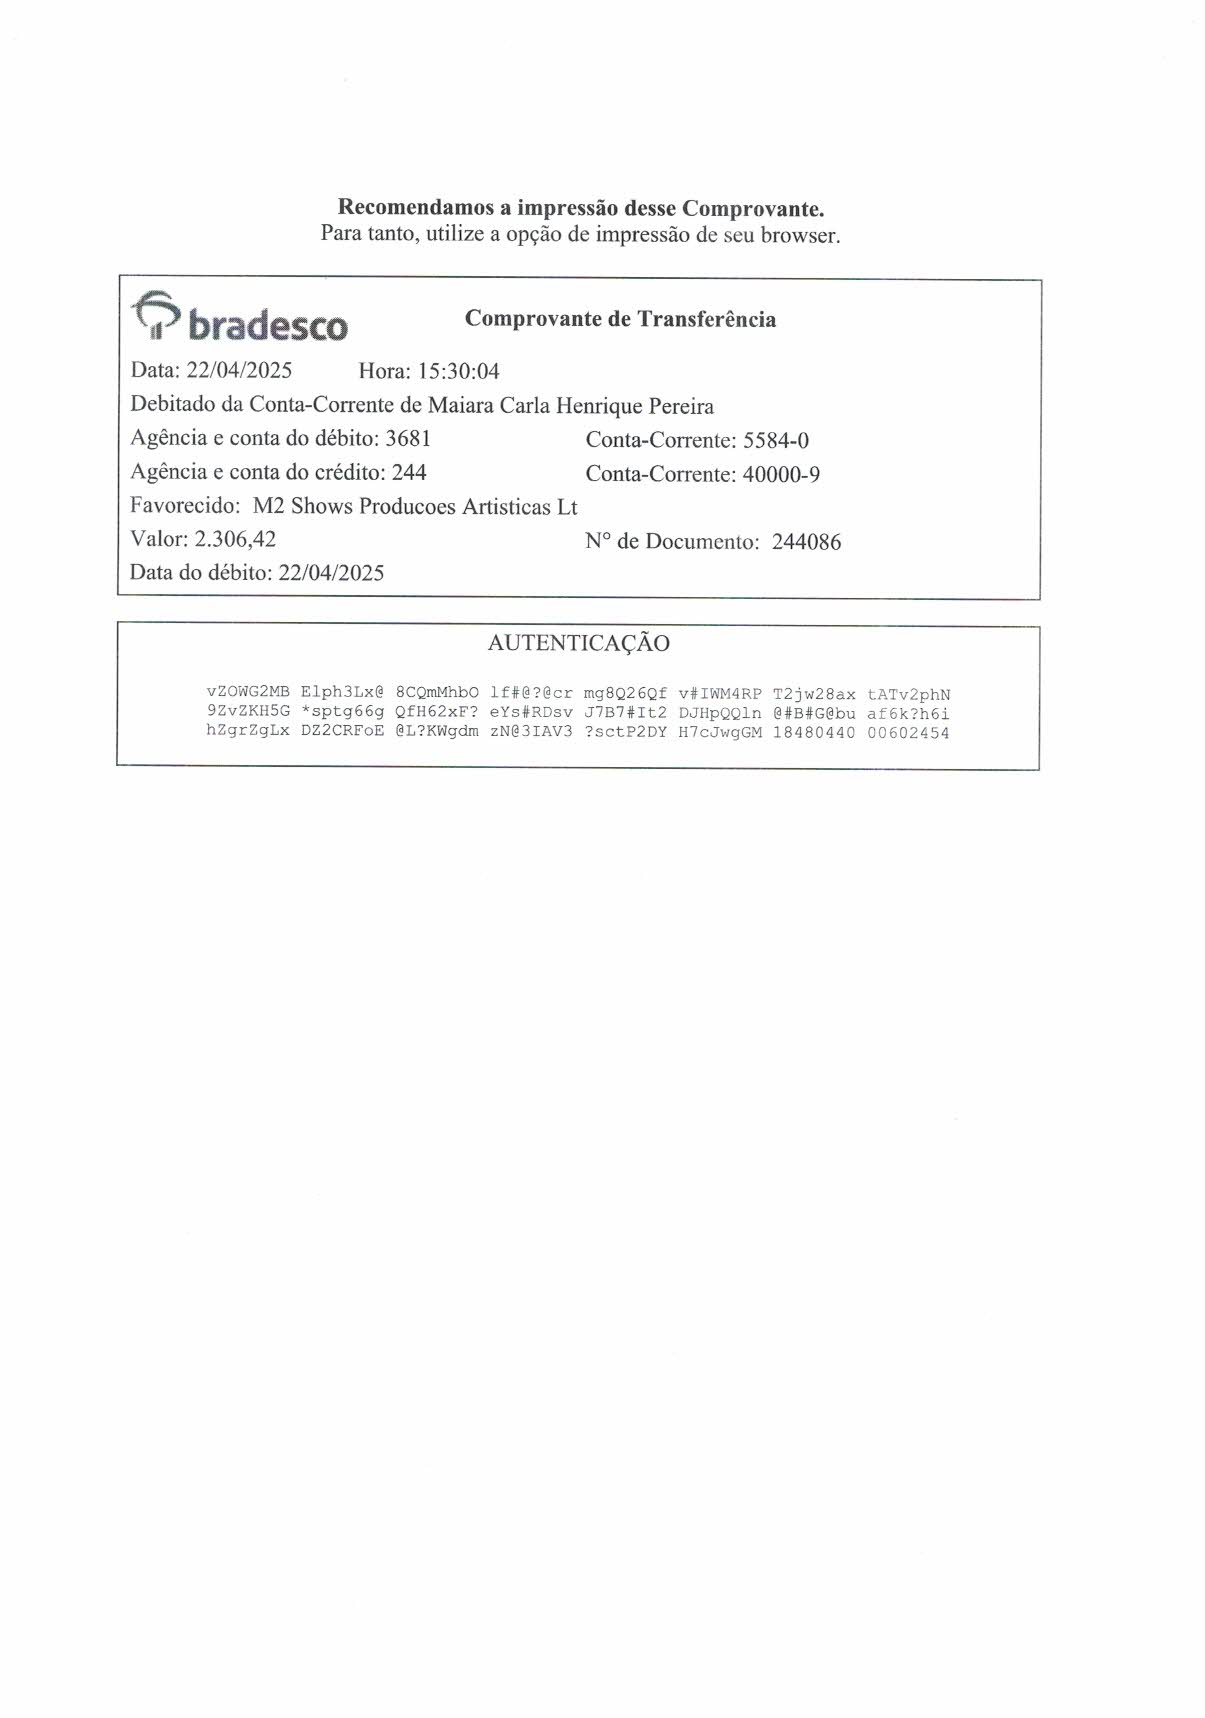 Recomendamos a impressão desse Comprovante.
Para tanto, utilize a opção de impressão de seu browser.
bradesco
Comprovante de Transferência
Data: 22/04/2025 Hora: 15:30:04
Debitado da Conta-Corrente de Maiara Carla Henrique Pereira
Agência e conta do débito: 3681 Conta-Corrente: 5584-0
Agência e conta do crédito: 244 Conta-Corrente: 40000-9
Favorecido: M2 Shows Producoes Artisticas Lt
Valor: 2.306,42 Nº de Documento: 244086
Data do débito: 22/04/2025
AUTENTICAÇÃO
vZOWG2MB Elph3Lx@ 8CQmMhbO lf#@?@cr mg8Q26Qf v#IWM4RP T2jw28ax tATv2phN
9ZvZKH5G *sptg66g QfH62xF? eYs#RDsv J7B7#It2 DJHpQQln @#B#G@bu af6k?h6i
hZgrZgLx DZ2CRFoE @L?KWgdm zN@3IAV3 ?sctP2DY H7cJwgGM 18480440 00602454